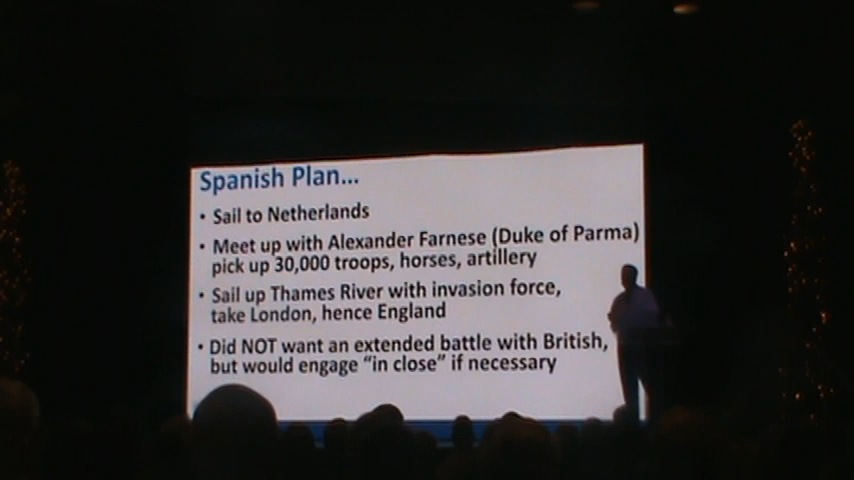 Spanish Plan...
• Sail to Netherlands
• Meet up with Alexander Farnese (Duke of Parma)
pick up 30,000 troops, horses, artillery
• Sail up Thames River with invasion force,
take London, hence England
• Did NOT want an extended battle with British,
but would engage “in close” if necessary